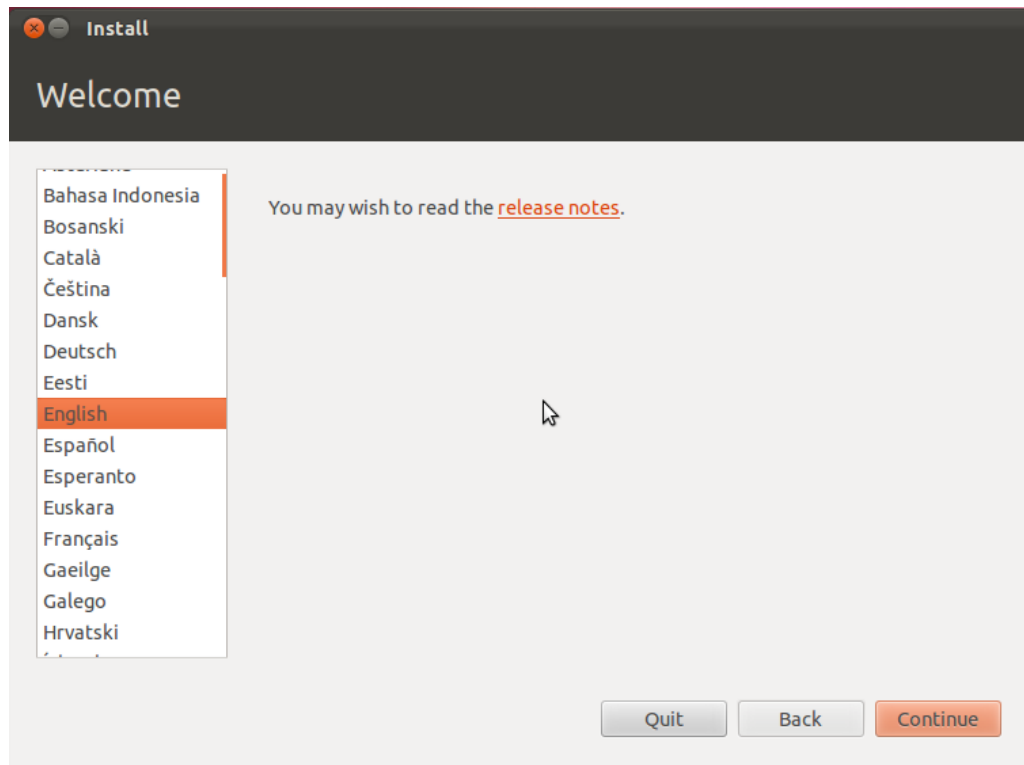 Install
Welcome
Bahasa Indonesia
Bosanski
Català
Čeština
Dansk
Deutsch
Eesti
English
Español
Esperanto
Euskara
Français
Gaeilge
Galego
Hrvatski
You may wish to read the release notes.
Quit
Back
Continue